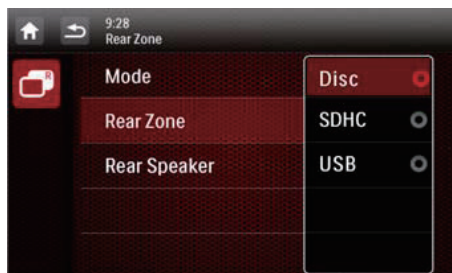 9:28
Rear Zone
Mode
Disc
Rear Zone
SDHC
Rear Speaker
USB